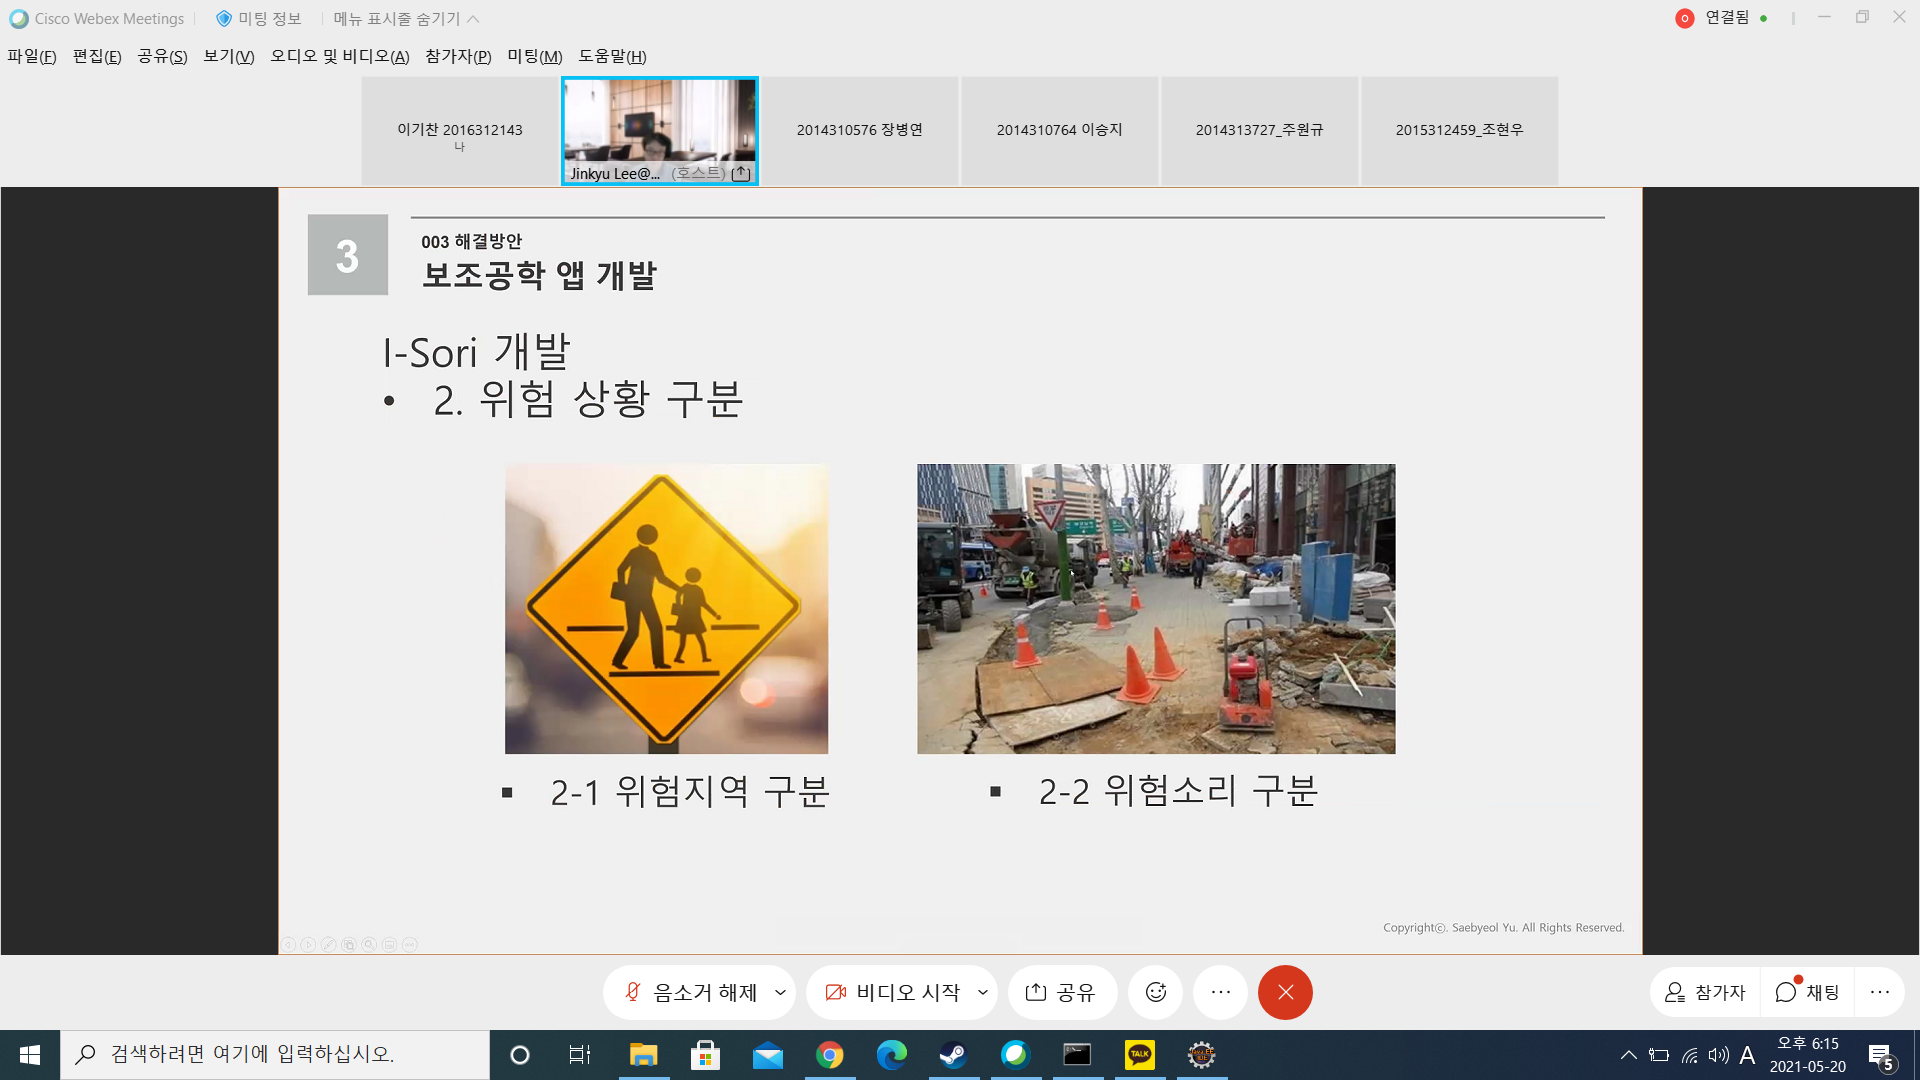 Cisco Webex Meetings
미팅 정보
메뉴 표시줄 숨기기
연결됨
파일(F) 편집(E) 공유(S) 보기(V) 오디오 및 비디오(A) 참가자(P) 미팅(M) 도움말(H)
이기찬 2016312143
나
Jinkyu Lee@... (호스트)
2014310576 장병연
2014310764 이승지
2014313727_주원규
2015312459_조현우
3
003 해결방안
보조공학 앱 개발
I-Sori 개발
• 2. 위험 상황 구분
▪ 2-1 위험지역 구분
▪ 2-2 위험소리 구분
Copyrightⓒ. Saebyeol Yu. All Rights Reserved.
음소거 해제
비디오 시작
공유
참가자
채팅
검색하려면 여기에 입력하십시오.
TALK
A
오후 6:15
2021-05-20
5